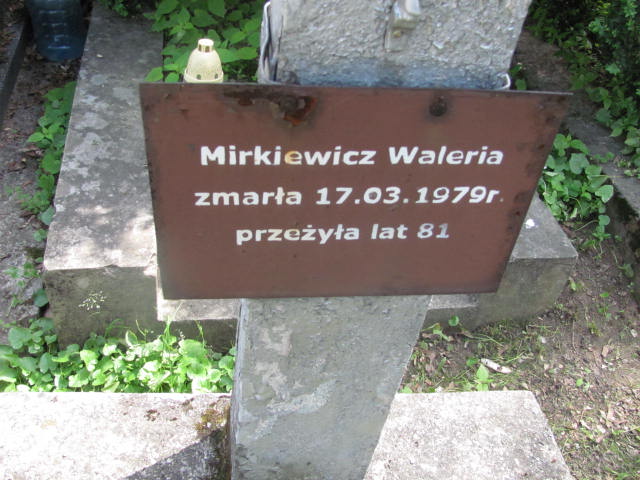 Mirkiewicz Waleria
zmarła 17.03.1979r.
przeżyła lat 81